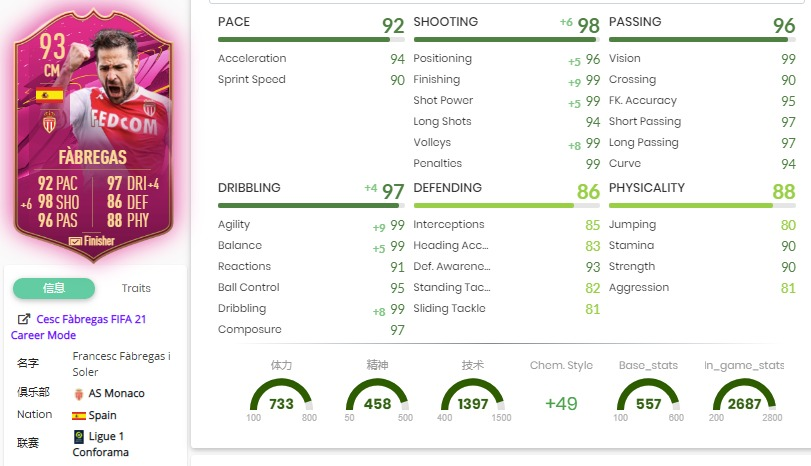 93
CM
FEDCOM
FÀBREGAS
92 PAC 97 DRI+4
+6 98 SHO 86 DEF
96 PAS 88 PHY
Finisher
信息 Traits
Cesc Fàbregas FIFA 21
Career Mode
名字 Francesc Fàbregas i
Soler
俱乐部 AS Monaco
Nation Spain
联赛 Ligue 1
Conforama
PACE 92
Acceleration 94
Sprint Speed 90
SHOOTING +6 98
Positioning +5 96
Finishing +9 99
Shot Power +5 99
Long Shots 94
Volleys +8 99
Penalties 99
PASSING 96
Vision 99
Crossing 90
FK. Accuracy 95
Short Passing 97
Long Passing 97
Curve 94
DRIBBLING +4 97
Agility +9 99
Balance +5 99
Reactions 91
Ball Control 95
Dribbling +8 99
Composure 97
DEFENDING 86
Interceptions 85
Heading Acc... 83
Def. Awarene... 93
Standing Tac... 82
Sliding Tackle 81
PHYSICALITY 88
Jumping 80
Stamina 90
Strength 90
Aggression 81
体力
733
100 800
精神
458
50 500
技术
1397
400 1500
Chem. Style
+49
Base_stats
557
100 600
In_game_stats
2687
200 2800